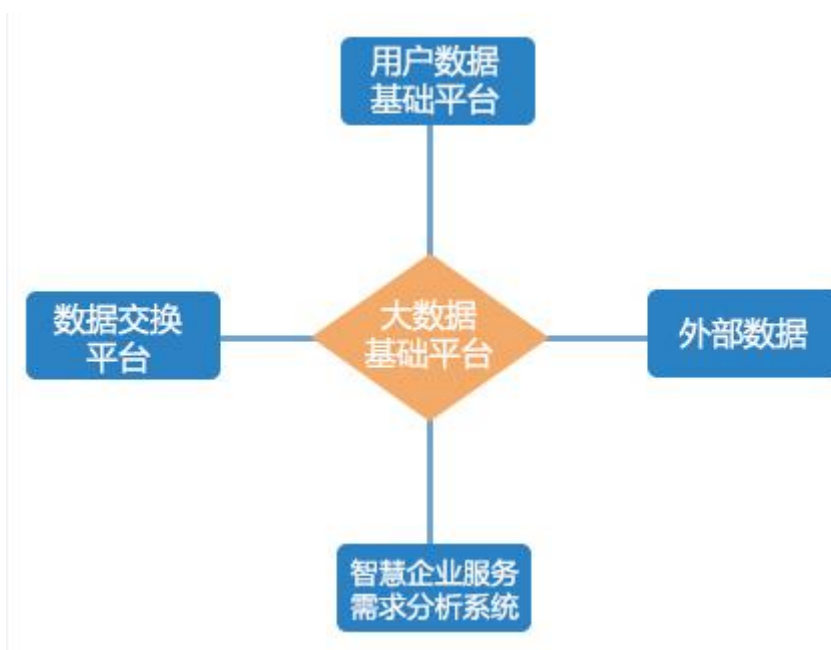 用户数据
基础平台
数据交换
平台
大数据
基础平台
外部数据
智慧企业服务
需求分析系统